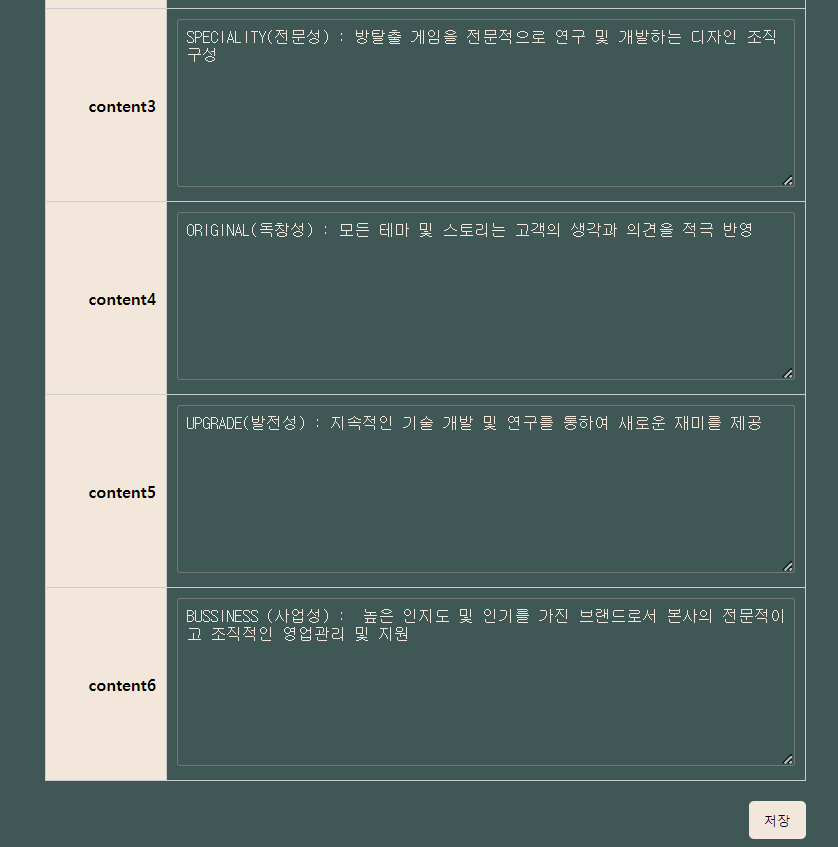 content3
SPECIALITY(전문성) : 방탈출 게임을 전문적으로 연구 및 개발하는 디자인 조직
구성
content4
ORIGINAL(독창성) : 모든 테마 및 스토리는 고객의 생각과 의견을 적극 반영
content5
UPGRADE(발전성) : 지속적인 기술 개발 및 연구를 통하여 새로운 재미를 제공
content6
BUSSINESS (사업성) :  높은 인지도 및 인기를 가진 브랜드로서 본사의 전문적이
고 조직적인 영업관리 및 지원
저장